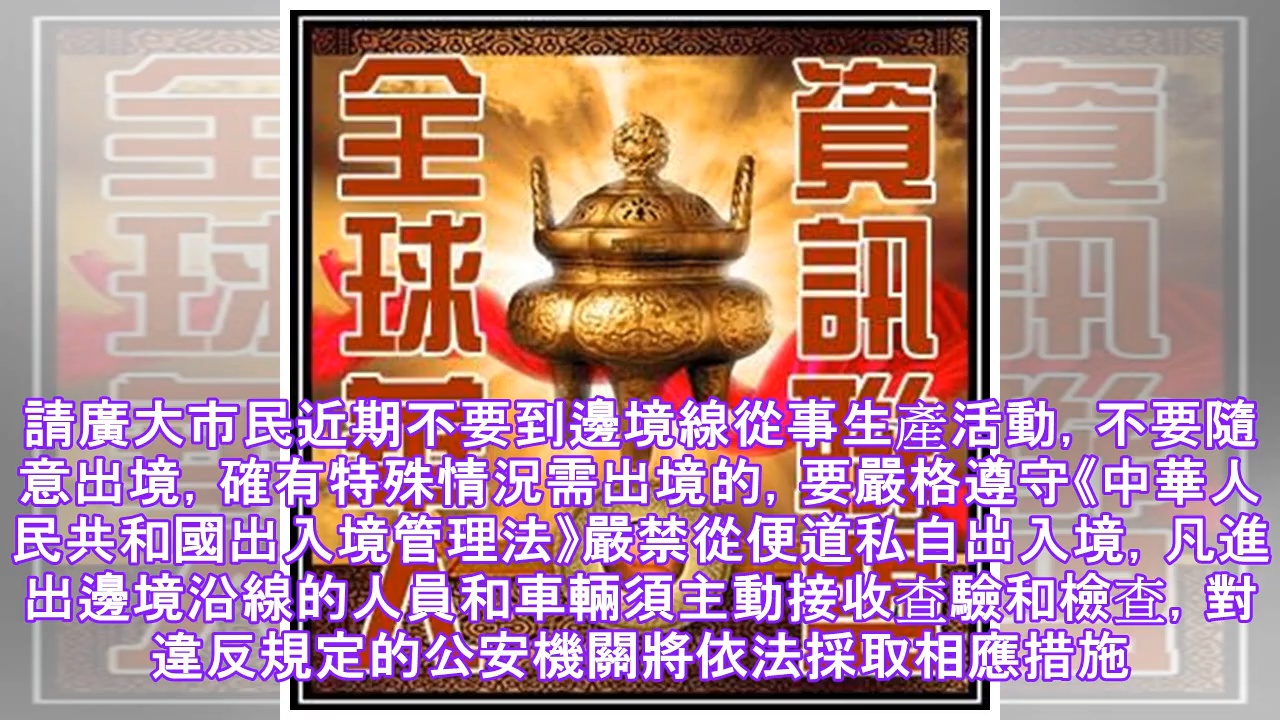 全球華人
資訊聯
請廣大市民近期不要到邊境線從事生產活動, 不要隨
意出境, 確有特殊情況需出境的, 要嚴格遵守《中華人
民共和國出入境管理法》嚴禁從便道私自出入境, 凡進
出邊境沿線的人員和車輛須主動接收查驗和檢查, 對
違反規定的公安機關將依法採取相應措施